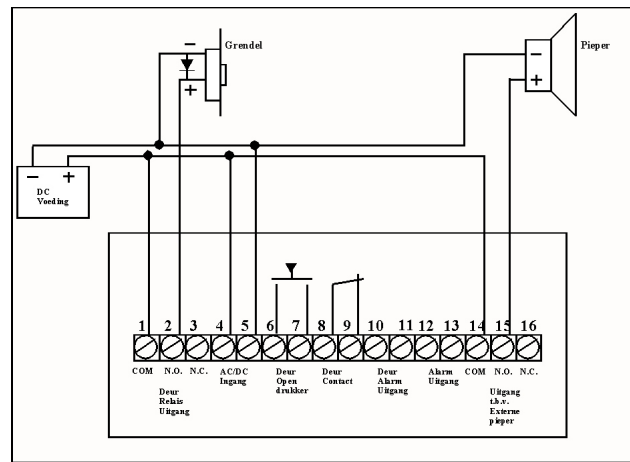 Grendel
Pieper
−
+
−
+
− +
DC
Voeding
1 2 3 4 5 6 7 8 9 10 11 12 13 14 15 16
COM N.O. N.C. AC/DC Ingang
Deur Open drukker
Deur Contact
Deur Alarm Uitgang
Alarm Uitgang
COM N.O. N.C.
Deur
Relais
Uitgang
Uitgang
t.b.v.
Externe
pieper